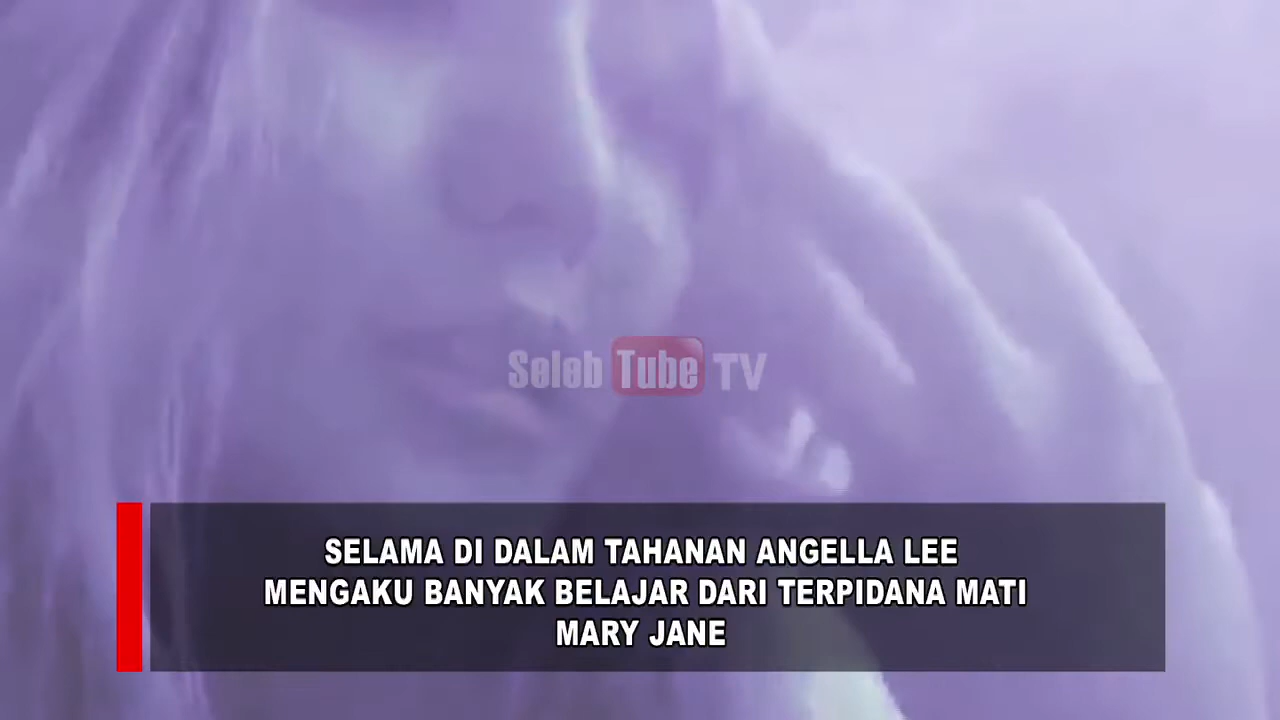 Seleb Tube TV
SELAMA DI DALAM TAHANAN ANGELLA LEE
MENGAKU BANYAK BELAJAR DARI TERPIDANA MATI
MARY JANE